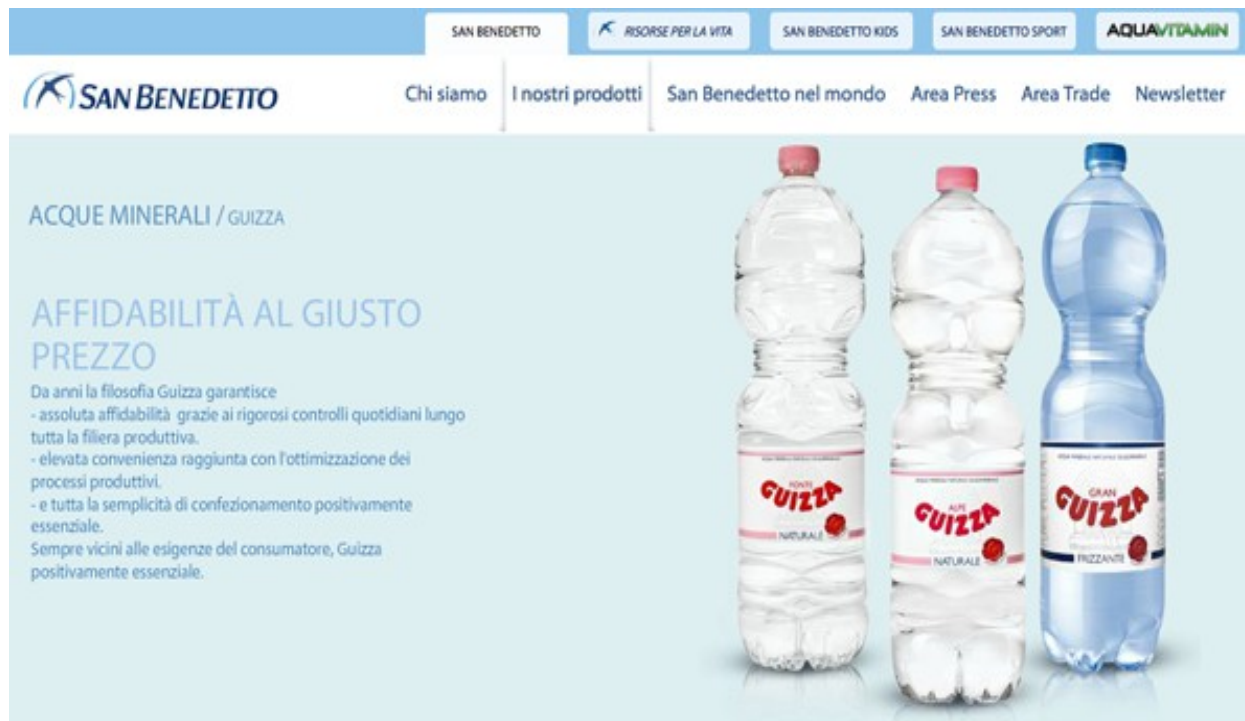 SAN BENEDETTO
RISORSE PER LA VITA
SAN BENEDETTO KIDS
SAN BENEDETTO SPORT
AQUAVITAMIN
SAN BENEDETTO
Chi siamo
I nostri prodotti
San Benedetto nel mondo
Area Press
Area Trade
Newsletter
ACQUE MINERALI / GUIZZA
AFFIDABILITÀ AL GIUSTO
PREZZO
Da anni la filosofia Guizza garantisce
- assoluta affidabilità grazie ai rigorosi controlli quotidiani lungo
tutta la filiera produttiva.
- elevata convenienza raggiunta con l'ottimizzazione dei
processi produttivi.
- e tutta la semplicità di confezionamento positivamente
essenziale.
Sempre vicini alle esigenze del consumatore, Guizza
positivamente essenziale.
FONTE
GUIZZA
NATURALE
ALPE
GUIZZA
NATURALE
GRAN
GUIZZA
FRIZZANTE